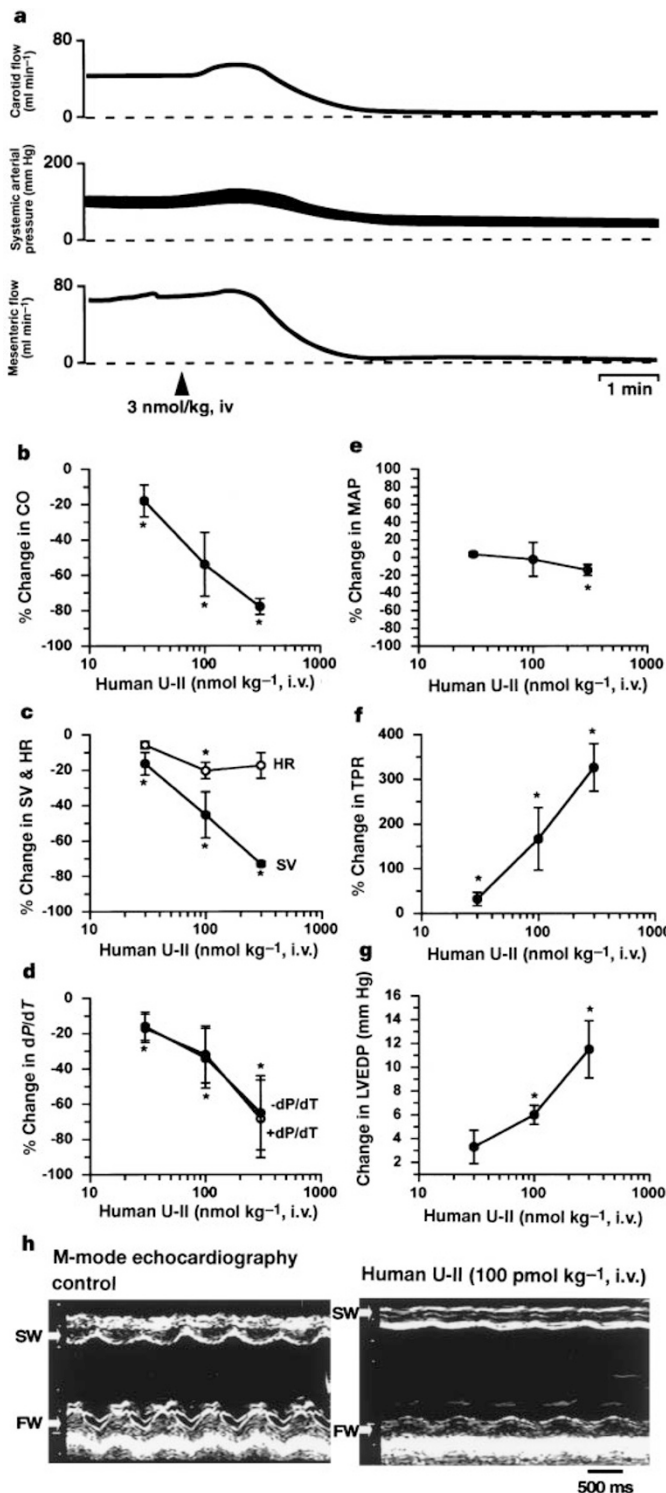 a
80
Carotid flow
(ml min⁻¹)
0
200
Systemic arterial
pressure (mm Hg)
0
80
Mesenteric flow
(ml min⁻¹)
0
1 min
3 nmol/kg, iv
b
0
-20
-40
-60
-80
-100
% Change in CO
*
*
*
10 100 1000
Human U-II (nmol kg⁻¹, i.v.)
e
100
80
60
40
20
0
-20
-40
-60
-80
-100
% Change in MAP
*
10 100 1000
Human U-II (nmol kg⁻¹, i.v.)
c
0
-20
-40
-60
-80
-100
% Change in SV & HR
*
HR
*
*
*
SV
10 100 1000
Human U-II (nmol kg⁻¹, i.v.)
f
400
300
200
100
0
% Change in TPR
*
*
*
10 100 1000
Human U-II (nmol kg⁻¹, i.v.)
d
0
-20
-40
-60
-80
-100
% Change in dP/dT
*
*
*
-dP/dT
+dP/dT
10 100 1000
Human U-II (nmol kg⁻¹, i.v.)
g
16
14
12
10
8
6
4
2
Change in LVEDP (mm Hg)
*
*
10 100 1000
Human U-II (nmol kg⁻¹, i.v.)
h
M-mode echocardiography
control
Human U-II (100 pmol kg⁻¹, i.v.)
SW
FW
SW
FW
500 ms